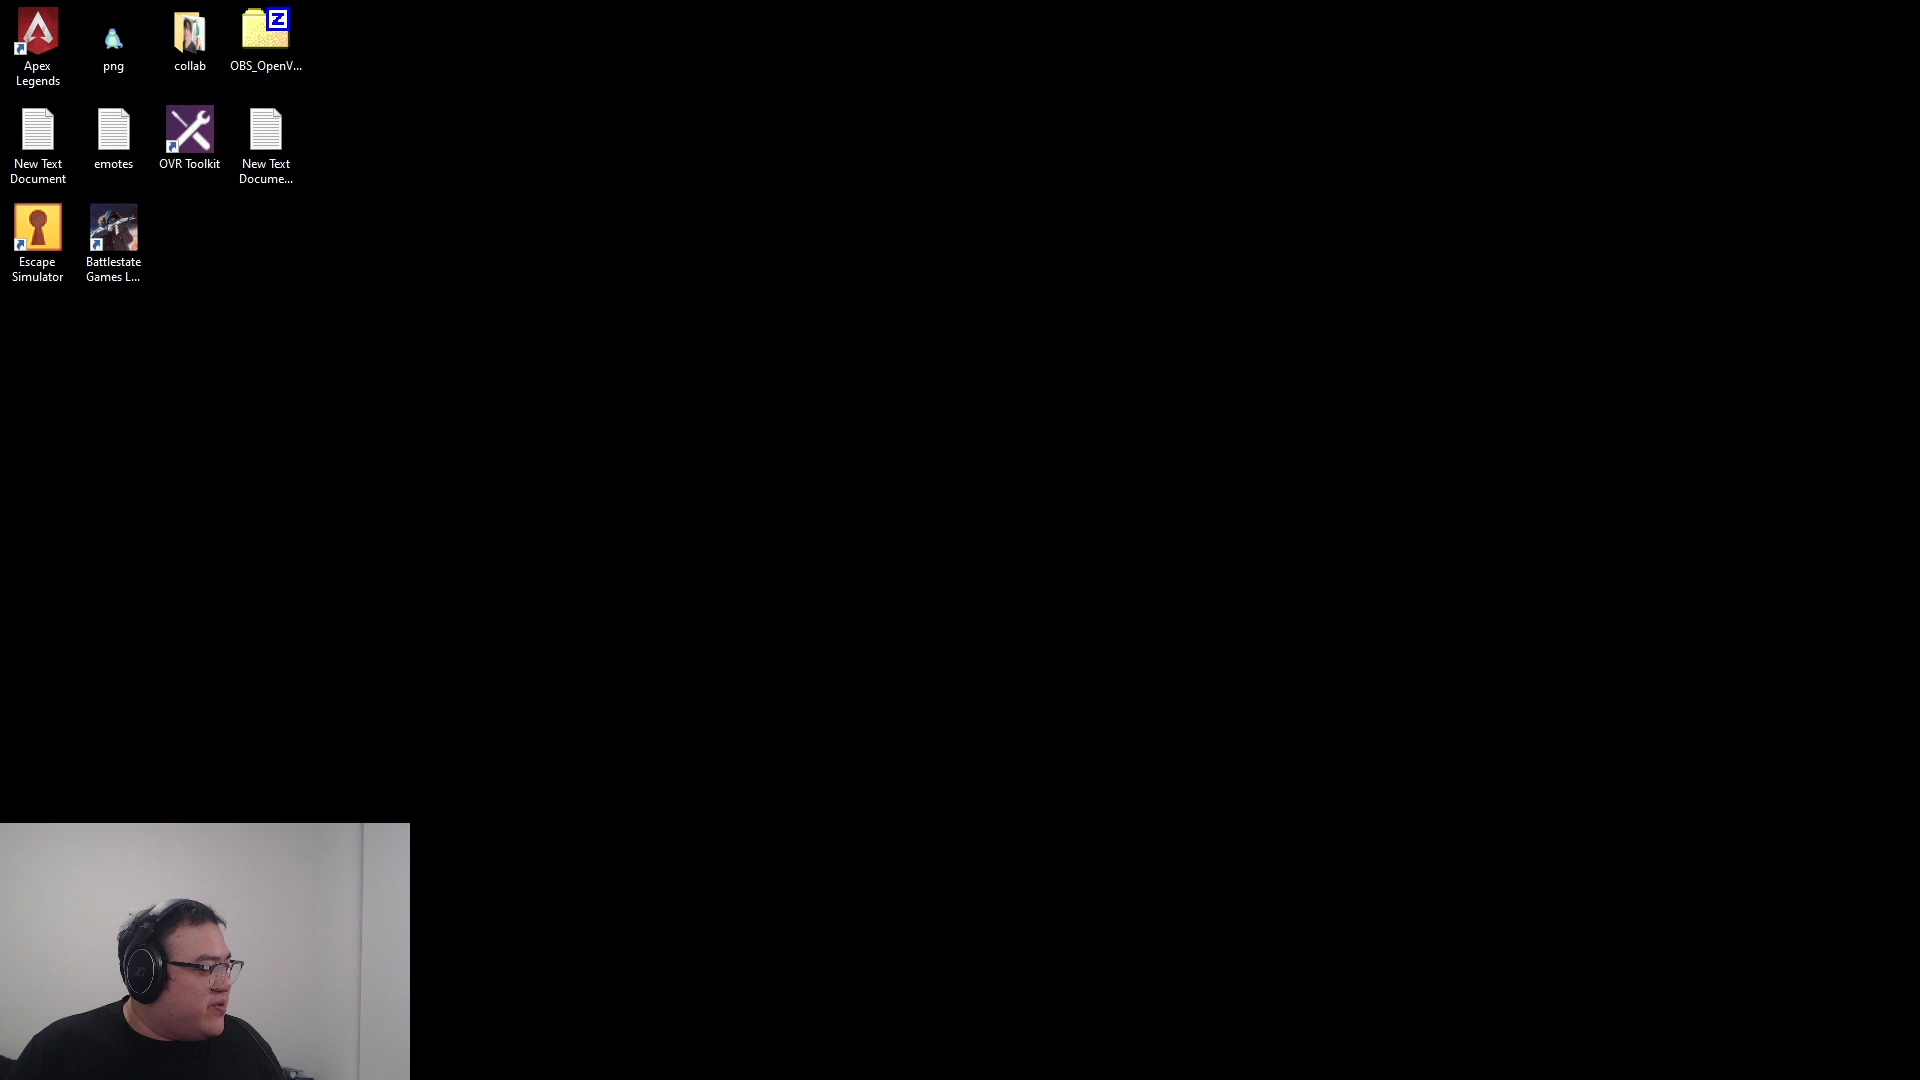 Apex
Legends
png
collab
OBS_OpenV...
New Text
Document
emotes
OVR Toolkit
New Text
Docume...
Escape
Simulator
Battlestate
Games L...